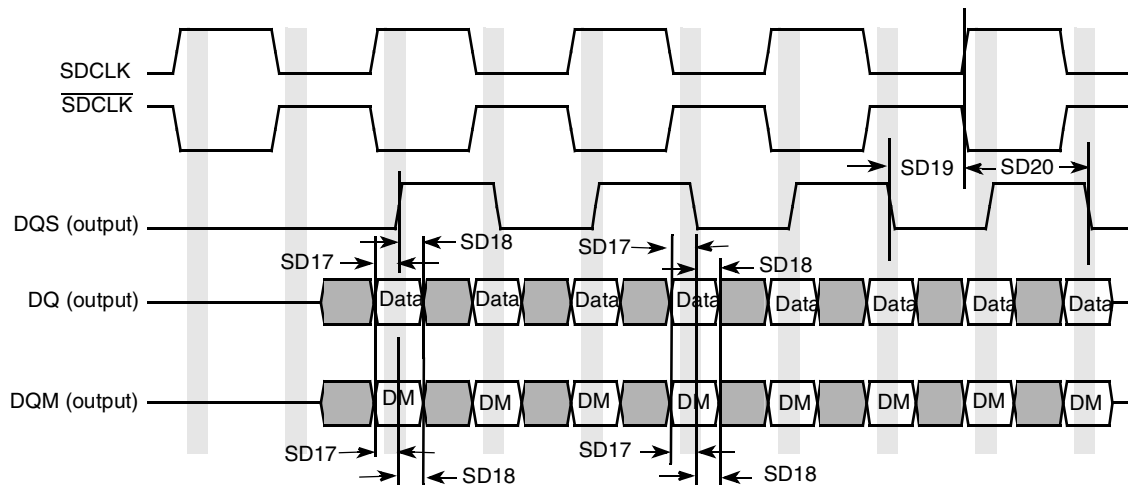 SDCLK
SDCLK
SD19 SD20
DQS (output)
SD18 SD17
SD17 SD18
DQ (output) Data Data Data Data Data Data Data Data
DQM (output) DM DM DM DM DM DM DM DM
SD17 SD17
SD18 SD18